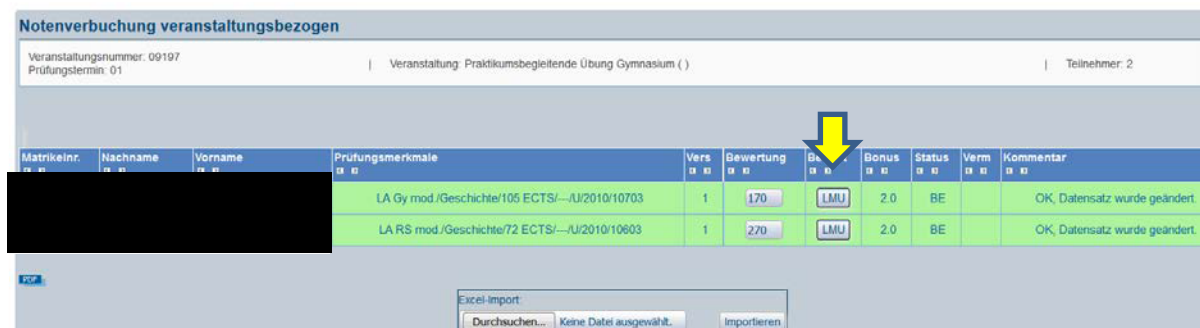 Notenverbuchung veranstaltungsbezogen
Veranstaltungsnummer: 09197 | Veranstaltung: Praktikumsbegleitende Übung Gymnasium ( ) | Teilnehmer: 2
Prüfungstermin: 01
Matrikelnr. Nachname Vorname Prüfungsmerkmale Vers Bewertung Bonus Status Verm Kommentar
LA Gy mod./Geschichte/105 ECTS/---/U/2010/10703 1 170 LMU 2.0 BE OK, Datensatz wurde geändert.
LA RS mod./Geschichte/72 ECTS/---/U/2010/10603 1 270 LMU 2.0 BE OK, Datensatz wurde geändert.
PDF
Excel-Import:
Durchsuchen... Keine Datei ausgewählt. Importieren